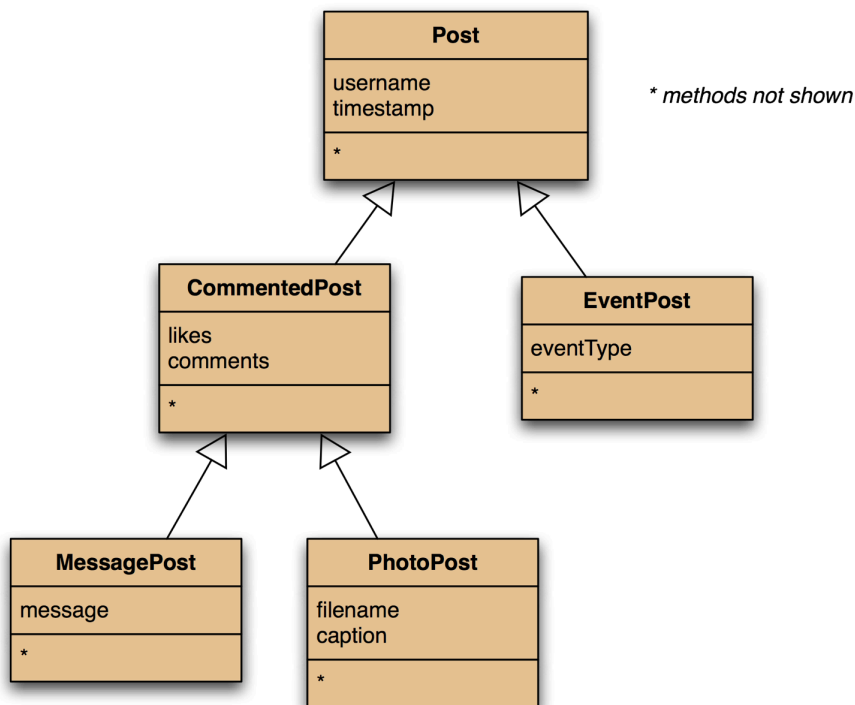 Post
username
timestamp
*
* methods not shown
CommentedPost
likes
comments
*
EventPost
eventType
*
MessagePost
message
*
PhotoPost
filename
caption
*